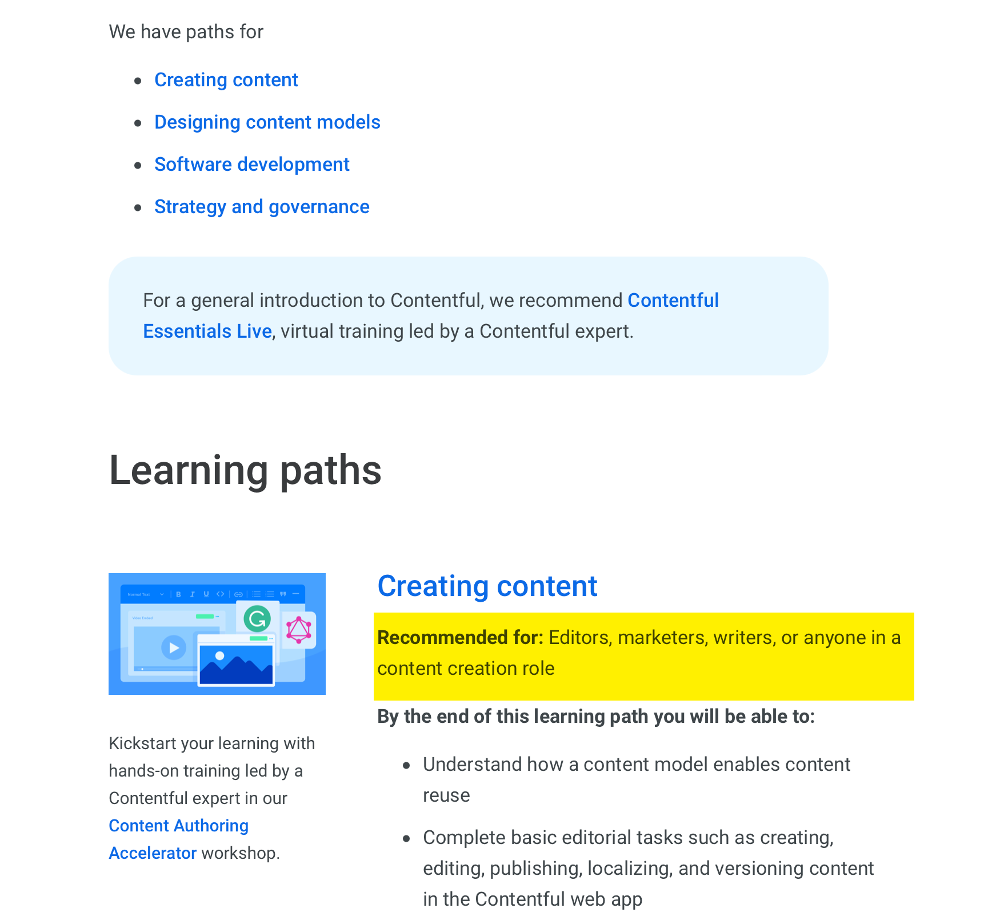 We have paths for
Creating content
Designing content models
Software development
Strategy and governance
For a general introduction to Contentful, we recommend Contentful
Essentials Live, virtual training led by a Contentful expert.
Learning paths
Normal Text B I U
Video Embed
Kickstart your learning with
hands-on training led by a
Contentful expert in our
Content Authoring
Accelerator workshop.
Creating content
Recommended for: Editors, marketers, writers, or anyone in a
content creation role
By the end of this learning path you will be able to:
Understand how a content model enables content
reuse
Complete basic editorial tasks such as creating,
editing, publishing, localizing, and versioning content
in the Contentful web app